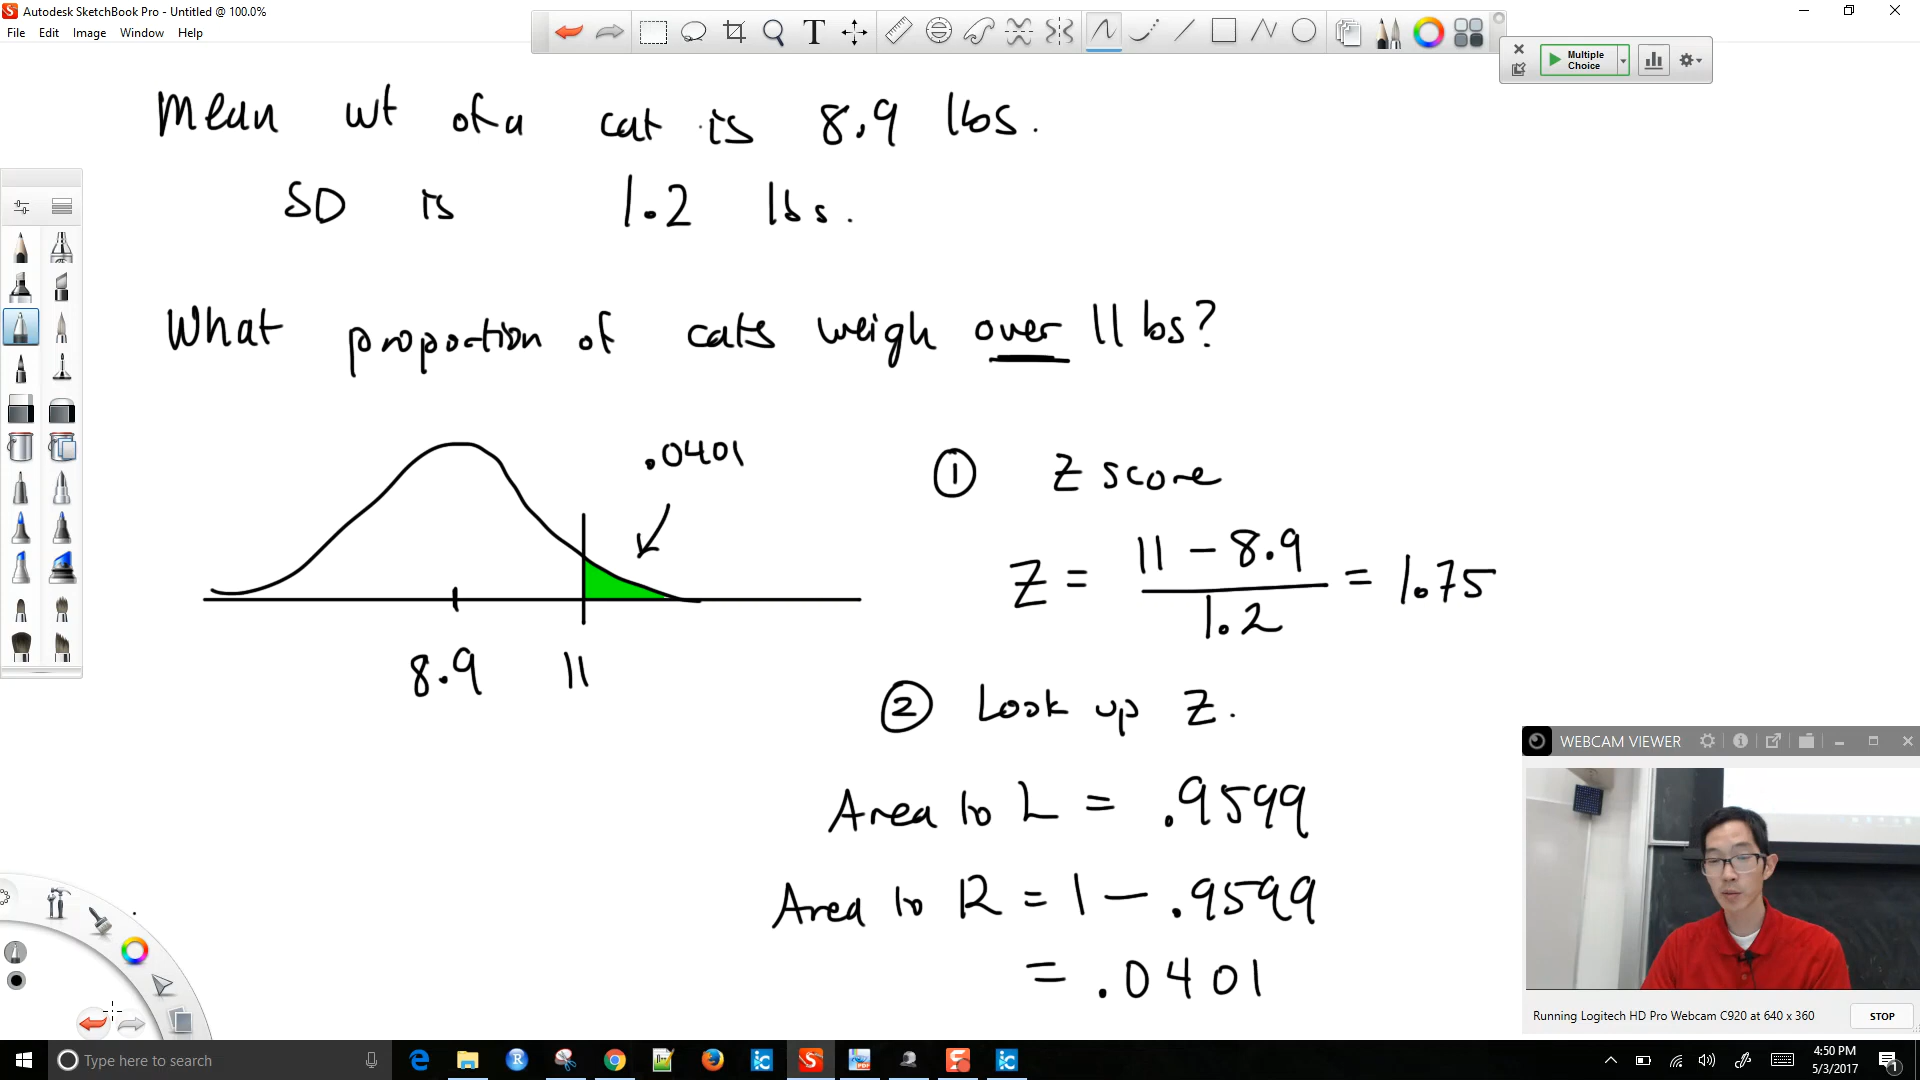 Autodesk SketchBook Pro - Untitled @ 100.0%
File Edit Image Window Help
T
Multiple
Choice
Mean wt of a cat is 8.9 lbs.
SD is 1.2 lbs.
What proportion of cats weigh over 11 lbs?
.0401
8.9 11
① Z score
Z = 11 - 8.9 = 1.75
1.2
② Look up Z.
Area to L = .9599
Area to R = 1 - .9599
= .0401
WEBCAM VIEWER
Running Logitech HD Pro Webcam C920 at 640 x 360
STOP
Type here to search
4:50 PM
5/3/2017